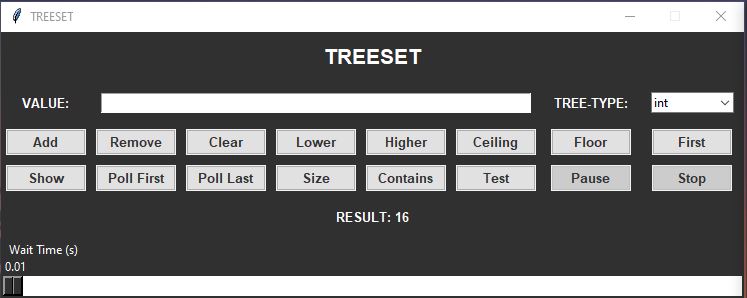 TREESET
TREESET
VALUE: TREE-TYPE: int
Add Remove Clear Lower Higher Ceiling Floor First
Show Poll First Poll Last Size Contains Test Pause Stop
RESULT: 16
Wait Time (s)
0.01